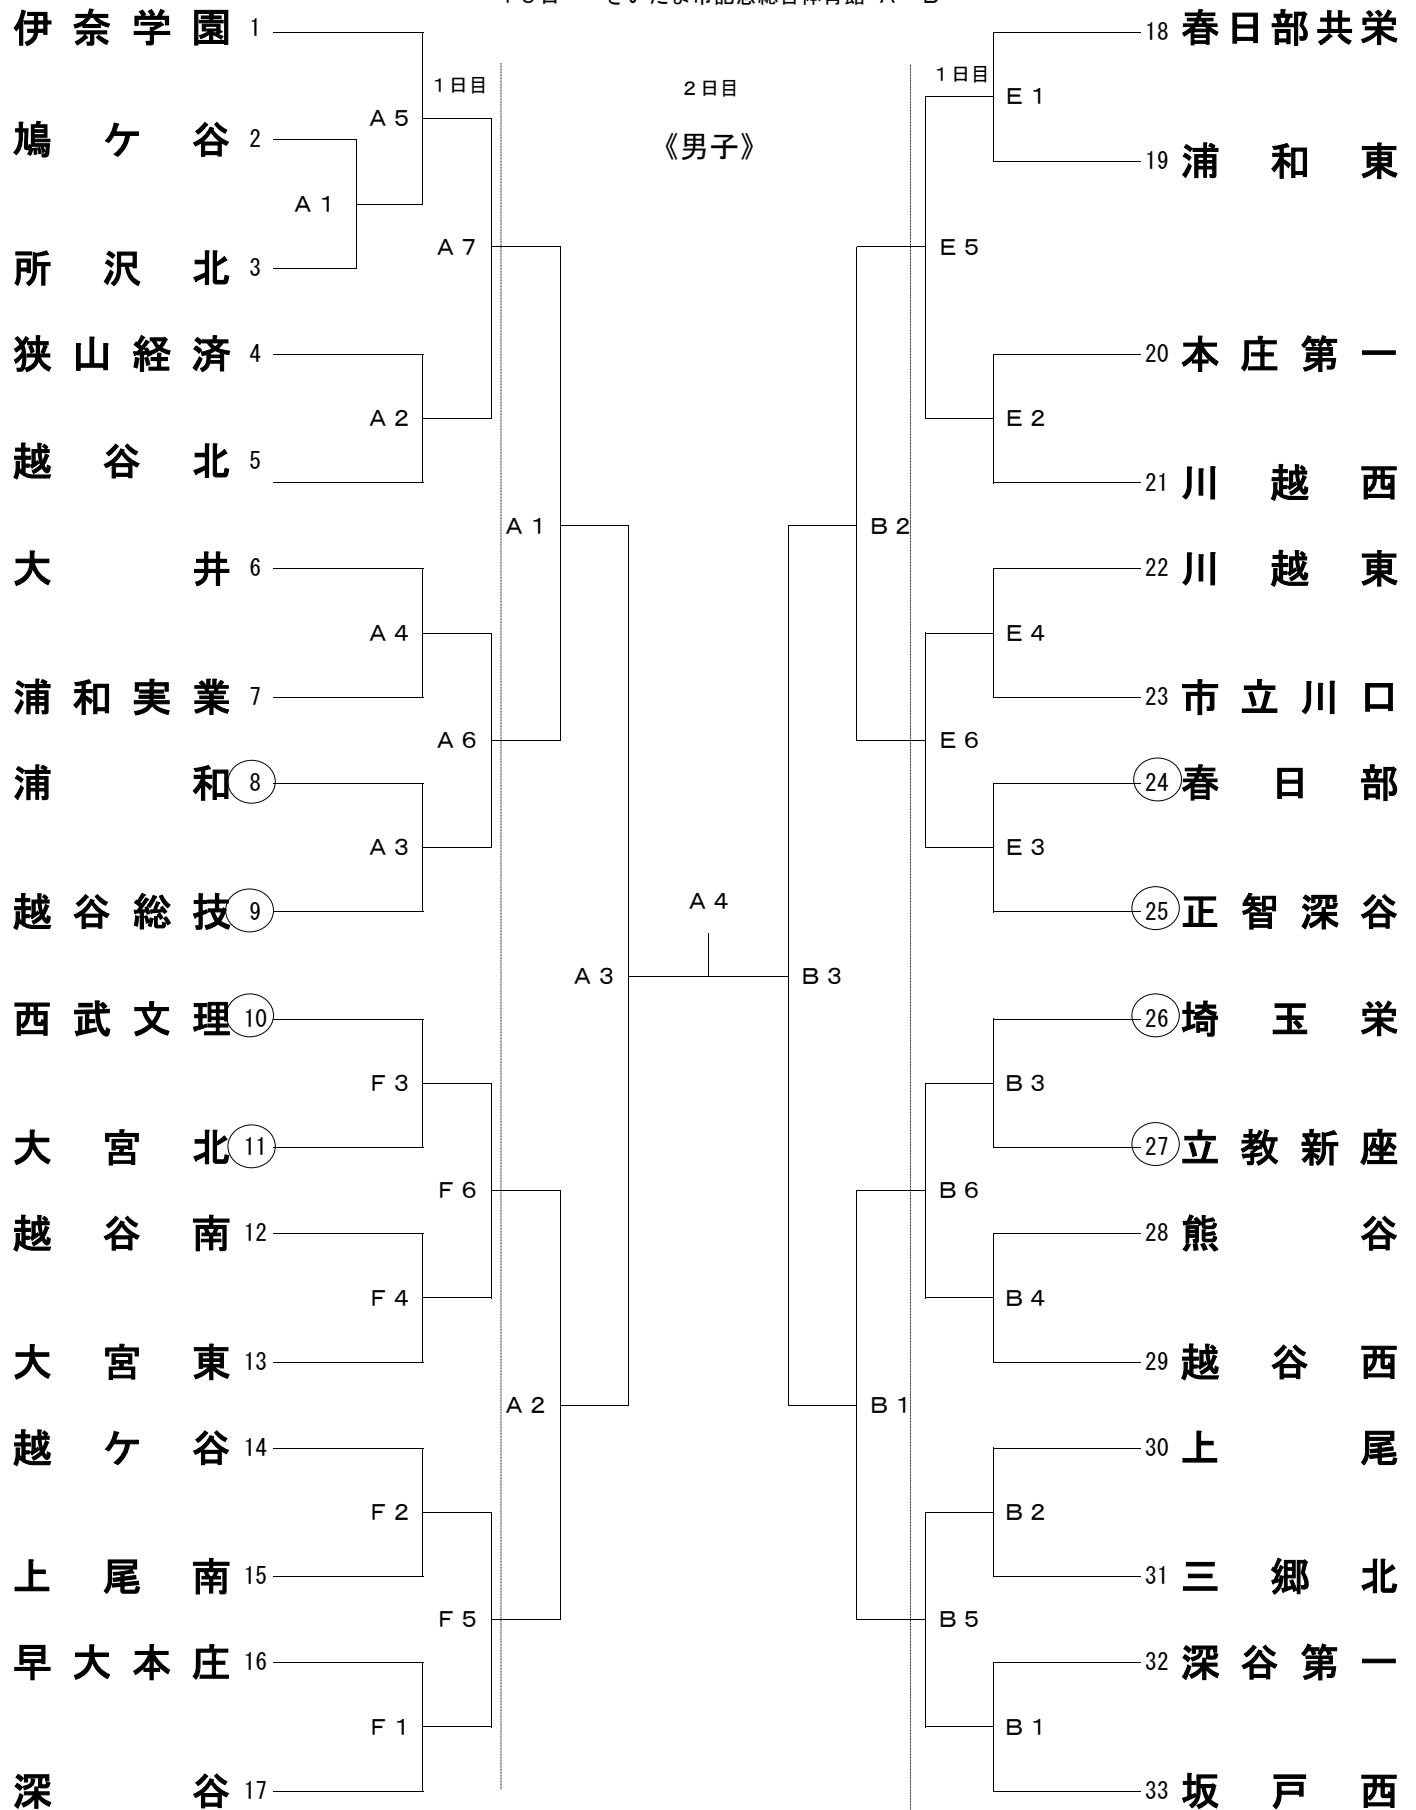 伊奈学園 1
鳩ケ谷 2
所沢北 3
狭山経済 4
越谷北 5
大井 6
浦和実業 7
浦和 8
越谷総技 9
西武文理 10
大宮北 11
越谷南 12
大宮東 13
越ケ谷 14
上尾南 15
早大本庄 16
深谷 17
1日目
A5
A1
A7
A2
A4
A6
A3
F3
F6
F4
F2
F5
F1
2日目
《男子》
A1
A2
A3
A4
B3
B2
B1
1日目
E1
E5
E2
E4
E6
E3
B3
B6
B4
B2
B5
B1
18 春日部共栄
19 浦和東
20 本庄第一
21 川越西
22 川越東
23 市立川口
24 春日部
25 正智深谷
26 埼玉栄
27 立教新座
28 熊谷
29 越谷西
30 上尾
31 三郷北
32 深谷第一
33 坂戸西